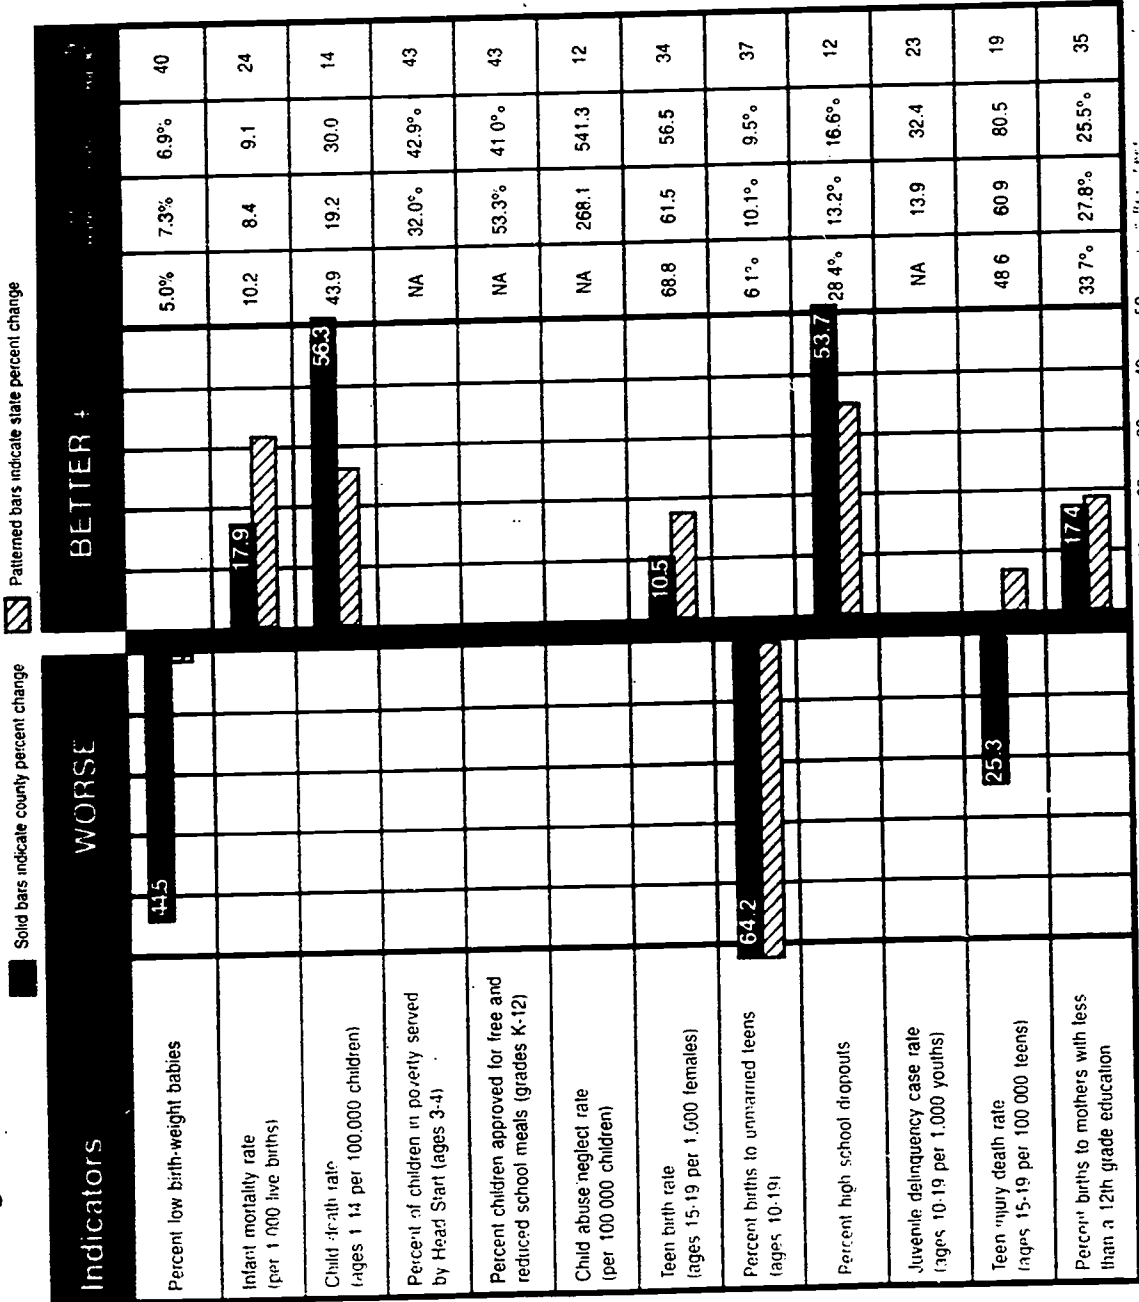 Solid bars indicate county percent change
Patterned bars indicate state percent change
Indicators WORSE BETTER +
Percent low birth-weight babies 44.5 5.0% 7.3% 6.9% 40
Infant mortality rate
(per 1 000 live births) 17.9 10.2 8.4 9.1 24
Child death rate
(ages 1 14 per 100,000 children) 56.3 43.9 19.2 30.0 14
Percent of children in poverty served
by Head Start (ages 3-4) NA 32.0% 42.9% 43
Percent children approved for free and
reduced school meals (grades K-12) NA 53.3% 41 0% 43
Child abuse neglect rate
(per 100 000 children) NA 268.1 541.3 12
Teen birth rate
(ages 15-19 per 1,000 females) 10.5 68.8 61.5 56.5 34
Percent births to unmarried teens
(ages 10-19) 64.2 6 1% 10.1% 9.5% 37
Percent high school dropouts 53.7 28 4% 13.2% 16.6% 12
Juvenile delinquency case rate
(ages 10-19 per 1,000 youths) NA 13.9 32.4 23
Teen injury death rate
(ages 15-19 per 100 000 teens) 25.3 48 6 60 9 80.5 19
Percent births to mothers with less
than a 12th grade education 17 4 33 7% 27.8% 25.5% 35